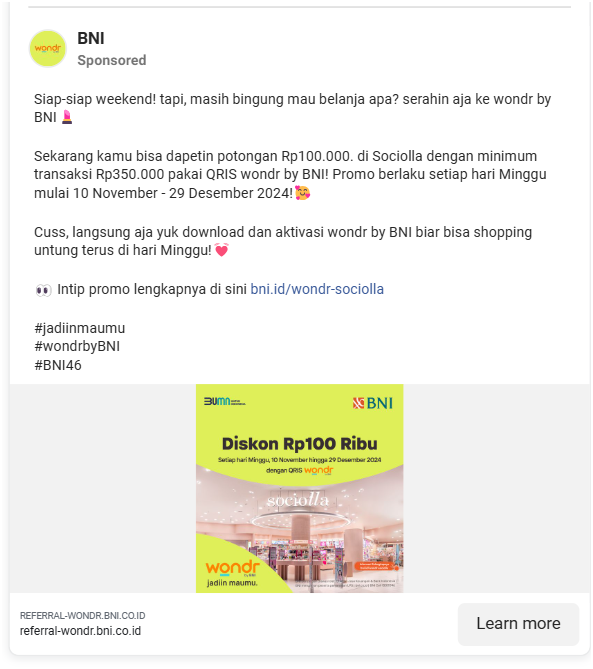 wondr
BNI
Sponsored
Siap-siap weekend! tapi, masih bingung mau belanja apa? serahin aja ke wondr by
BNI 💄
Sekarang kamu bisa dapetin potongan Rp100.000. di Sociolla dengan minimum
transaksi Rp350.000 pakai QRIS wondr by BNI! Promo berlaku setiap hari Minggu
mulai 10 November - 29 Desember 2024!🥰
Cuss, langsung aja yuk download dan aktivasi wondr by BNI biar bisa shopping
untung terus di hari Minggu!💓
👀 Intip promo lengkapnya di sini bni.id/wondr-sociolla
#jadiinmaumu
#wondrbyBNI
#BNI46
BUMN
BNI
Diskon Rp100 Ribu
Setiap hari Minggu, 10 November hingga 29 Desember 2024
dengan QRIS wondr
sociolla
wondr
jadiin maumu.
REFERRAL-WONDR.BNI.CO.ID
referral-wondr.bni.co.id
Learn more